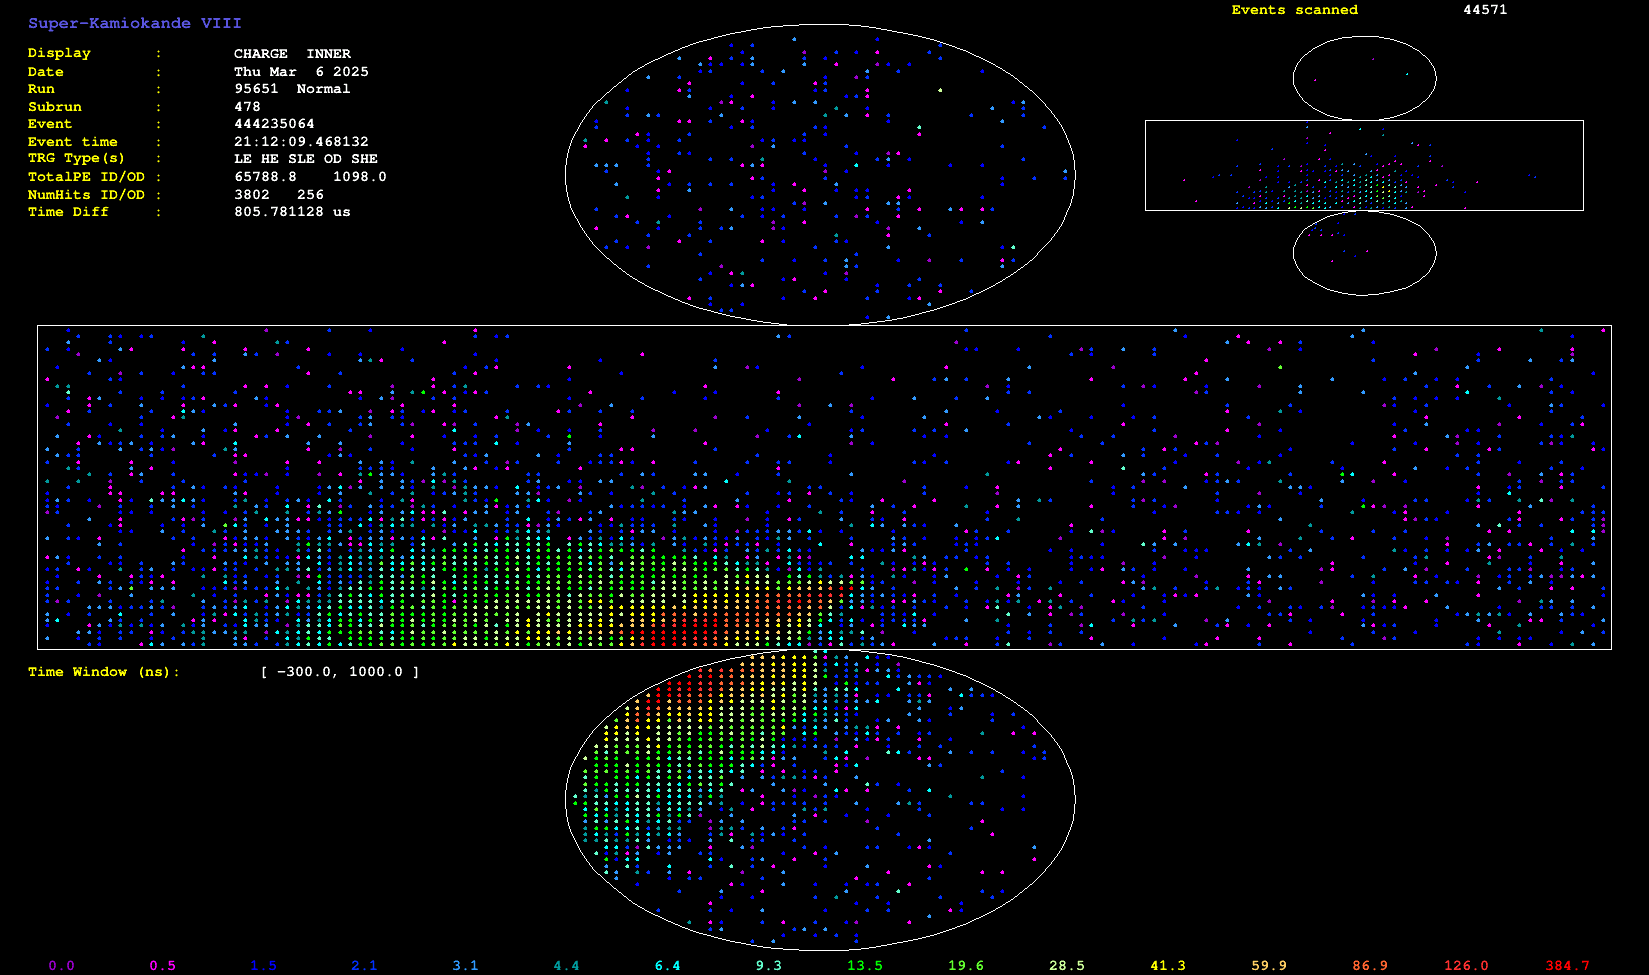 Super-Kamiokande VIII
Events scanned 44571
Display : CHARGE INNER
Date : Thu Mar 6 2025
Run : 95651 Normal
Subrun : 478
Event : 444235064
Event time : 21:12:09.468132
TRG Type(s) : LE HE SLE OD SHE
TotalPE ID/OD : 65788.8 1098.0
NumHits ID/OD : 3802 256
Time Diff : 805.781128 us
Time Window (ns): [ -300.0, 1000.0 ]
0.0 0.5 1.5 2.1 3.1 4.4 6.4 9.3 13.5 19.6 28.5 41.3 59.9 86.9 126.0 384.7